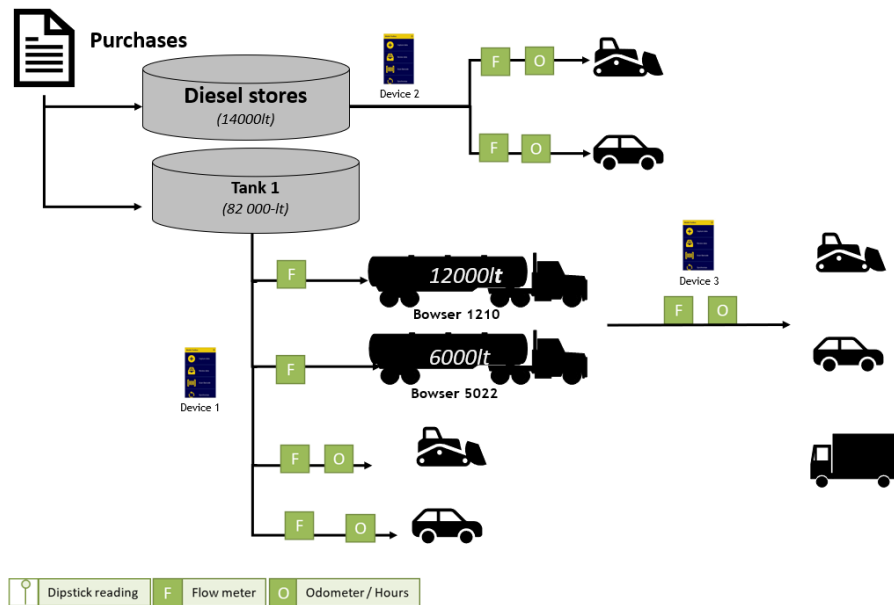 Purchases
Diesel stores
(14000lt)
Device 2
F
O
F
O
Tank 1
(82 000-lt)
F
12000lt
Bowser 1210
Device 3
F
O
F
6000lt
Bowser 5022
Device 1
F
O
F
O
Dipstick reading
F
Flow meter
O
Odometer / Hours